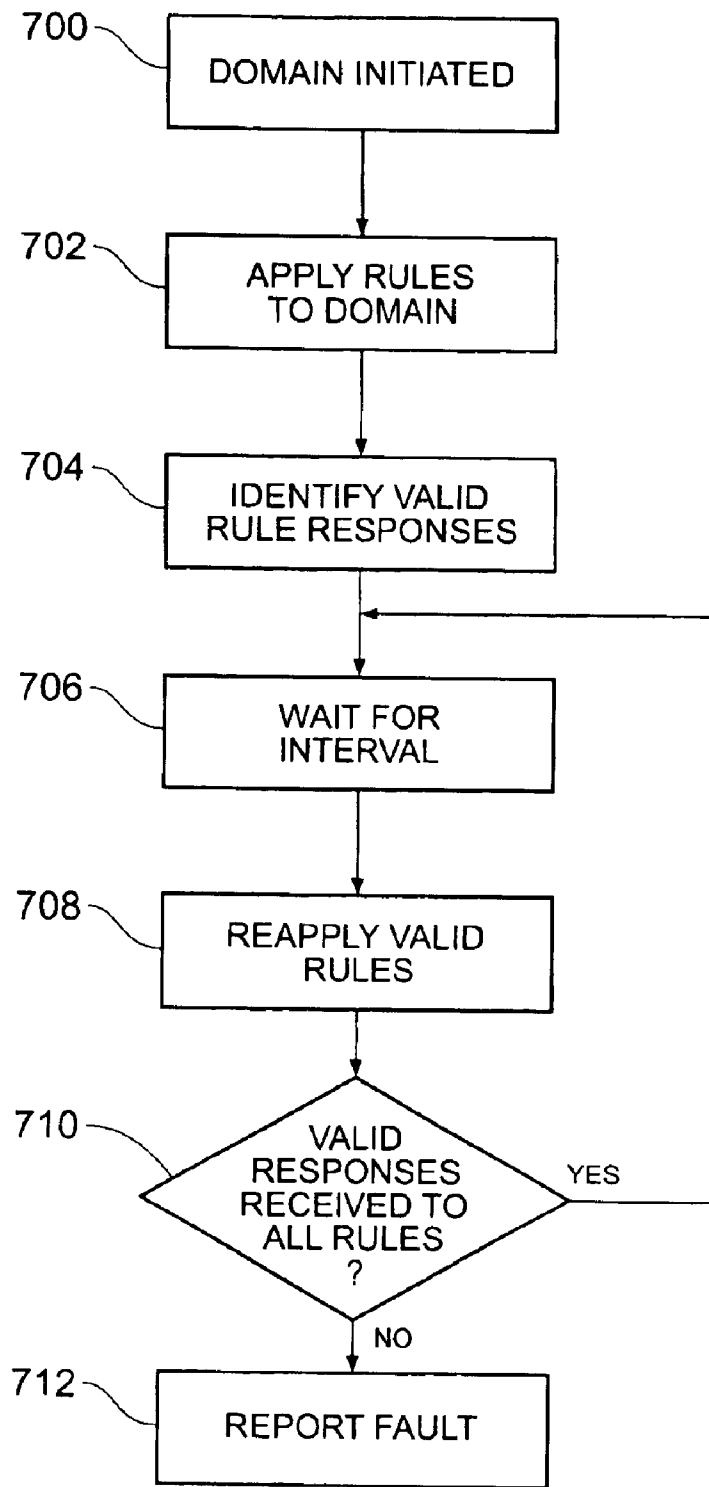 700
DOMAIN INITIATED
702
APPLY RULES
TO DOMAIN
704
IDENTIFY VALID
RULE RESPONSES
706
WAIT FOR
INTERVAL
708
REAPPLY VALID
RULES
710
VALID
RESPONSES
RECEIVED TO
ALL RULES
?
YES
NO
712
REPORT FAULT